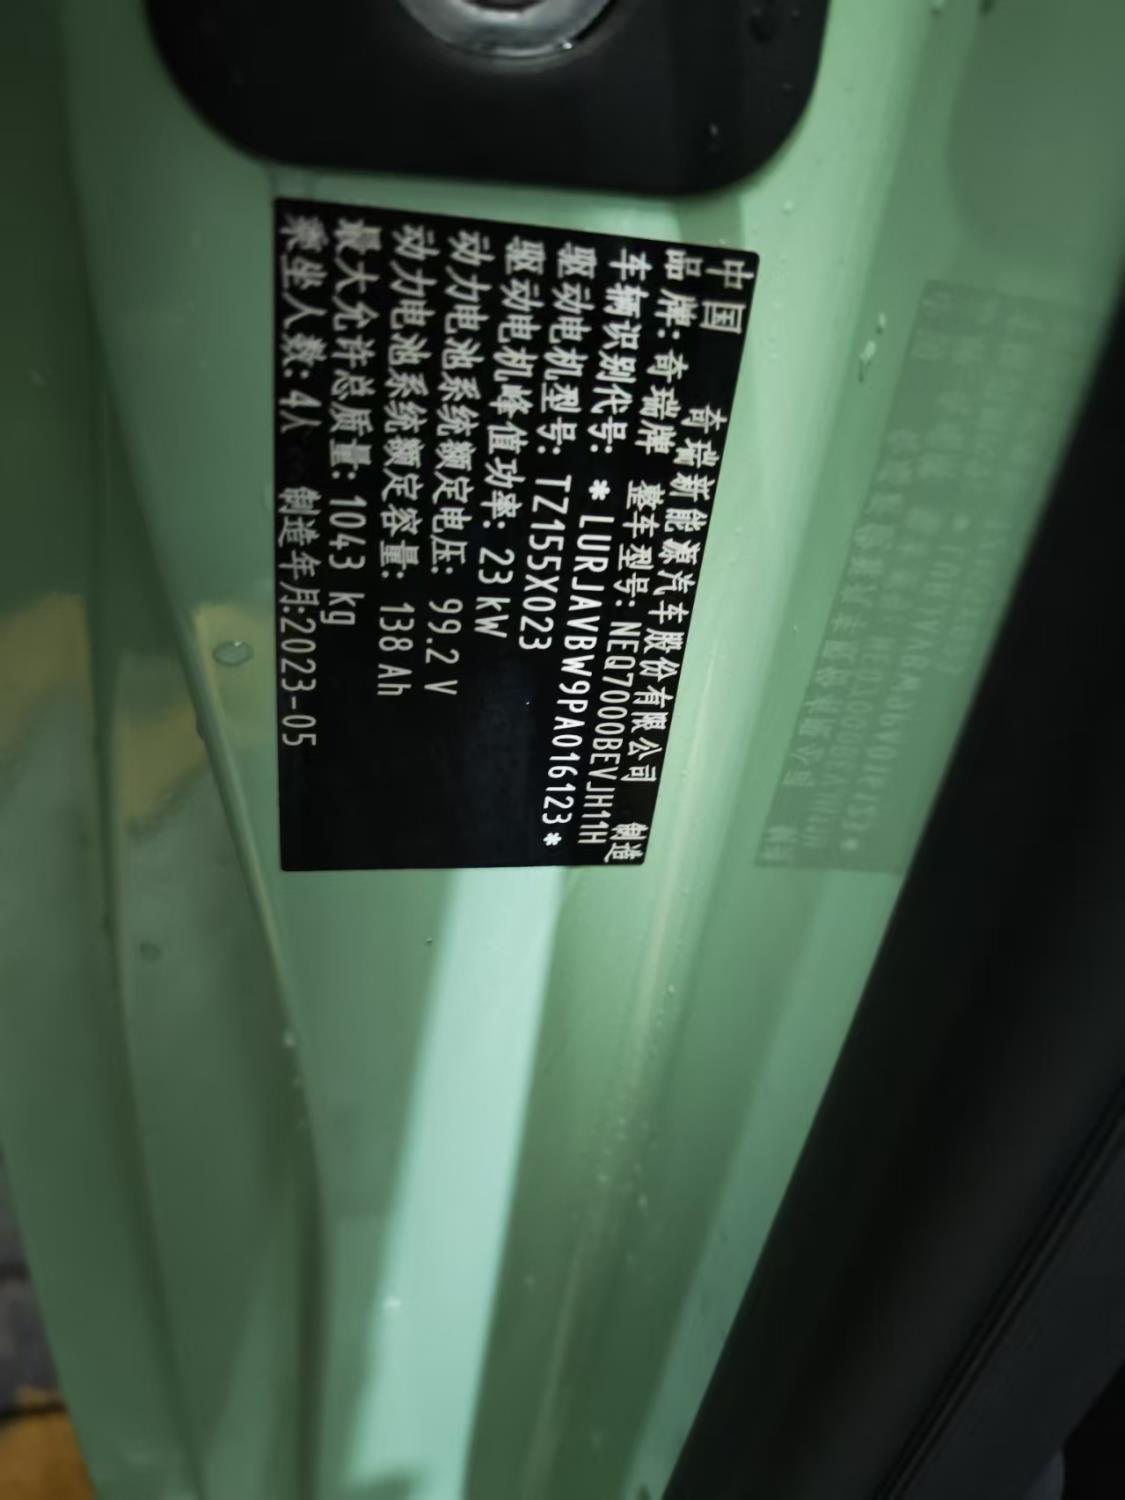 中国 奇瑞新能源汽车股份有限公司 制造
品牌: 奇瑞牌 整车型号: NEQ7000BEVJH11H
车辆识别代号: *LURJAVBW9PA016123*
驱动电机型号: TZ155X023
驱动电机峰值功率: 23 kW
动力电池系统额定电压: 99.2 V
动力电池系统额定容量: 138 Ah
最大允许总质量: 1043 kg
乘坐人数: 4人 制造年月:2023-05